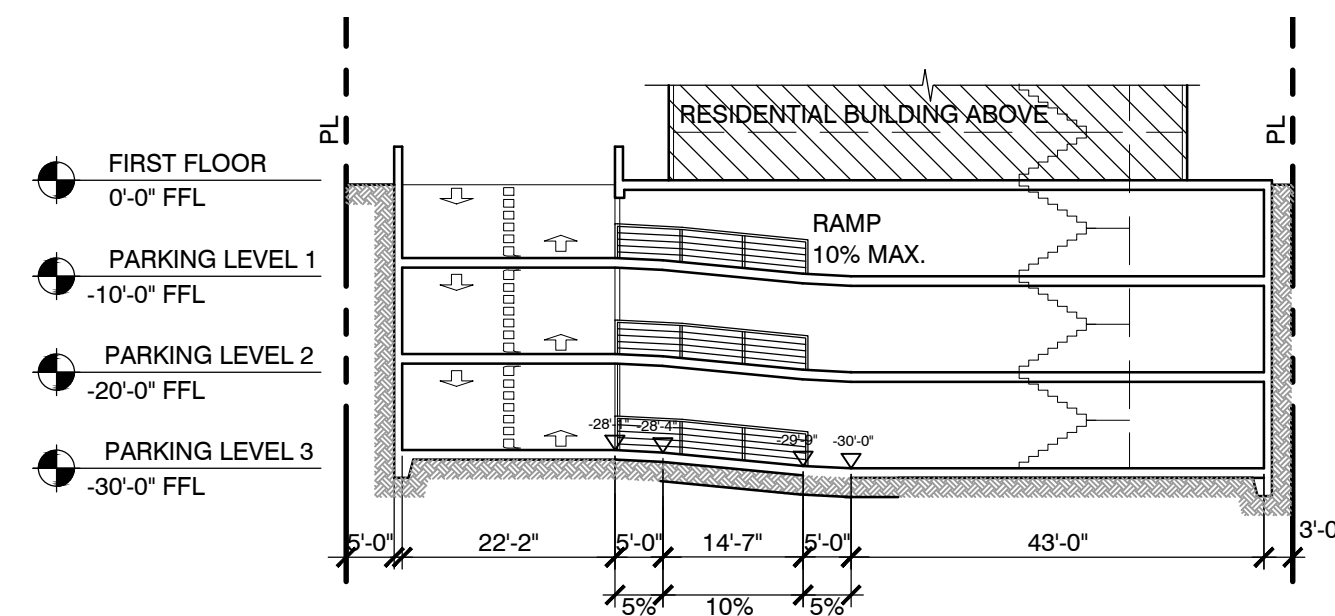 PL
RESIDENTIAL BUILDING ABOVE
PL
FIRST FLOOR
0'-0" FFL
RAMP
10% MAX.
PARKING LEVEL 1
-10'-0" FFL
PARKING LEVEL 2
-20'-0" FFL
PARKING LEVEL 3
-30'-0" FFL
-28'-1"
-28'-4"
-29'-9"
-30'-0"
5'-0"
22'-2"
5'-0"
14'-7"
5'-0"
43'-0"
3'-0
5%
10%
5%